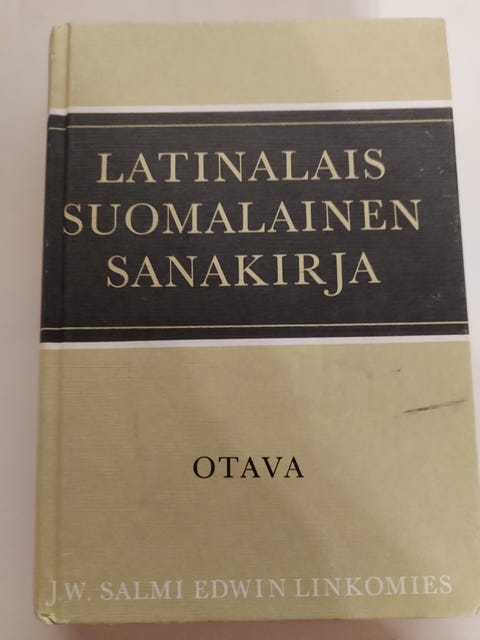 LATINALAIS
SUOMALAINEN
SANAKIRJA
OTAVA
J.W. SALMI EDWIN LINKOMIES